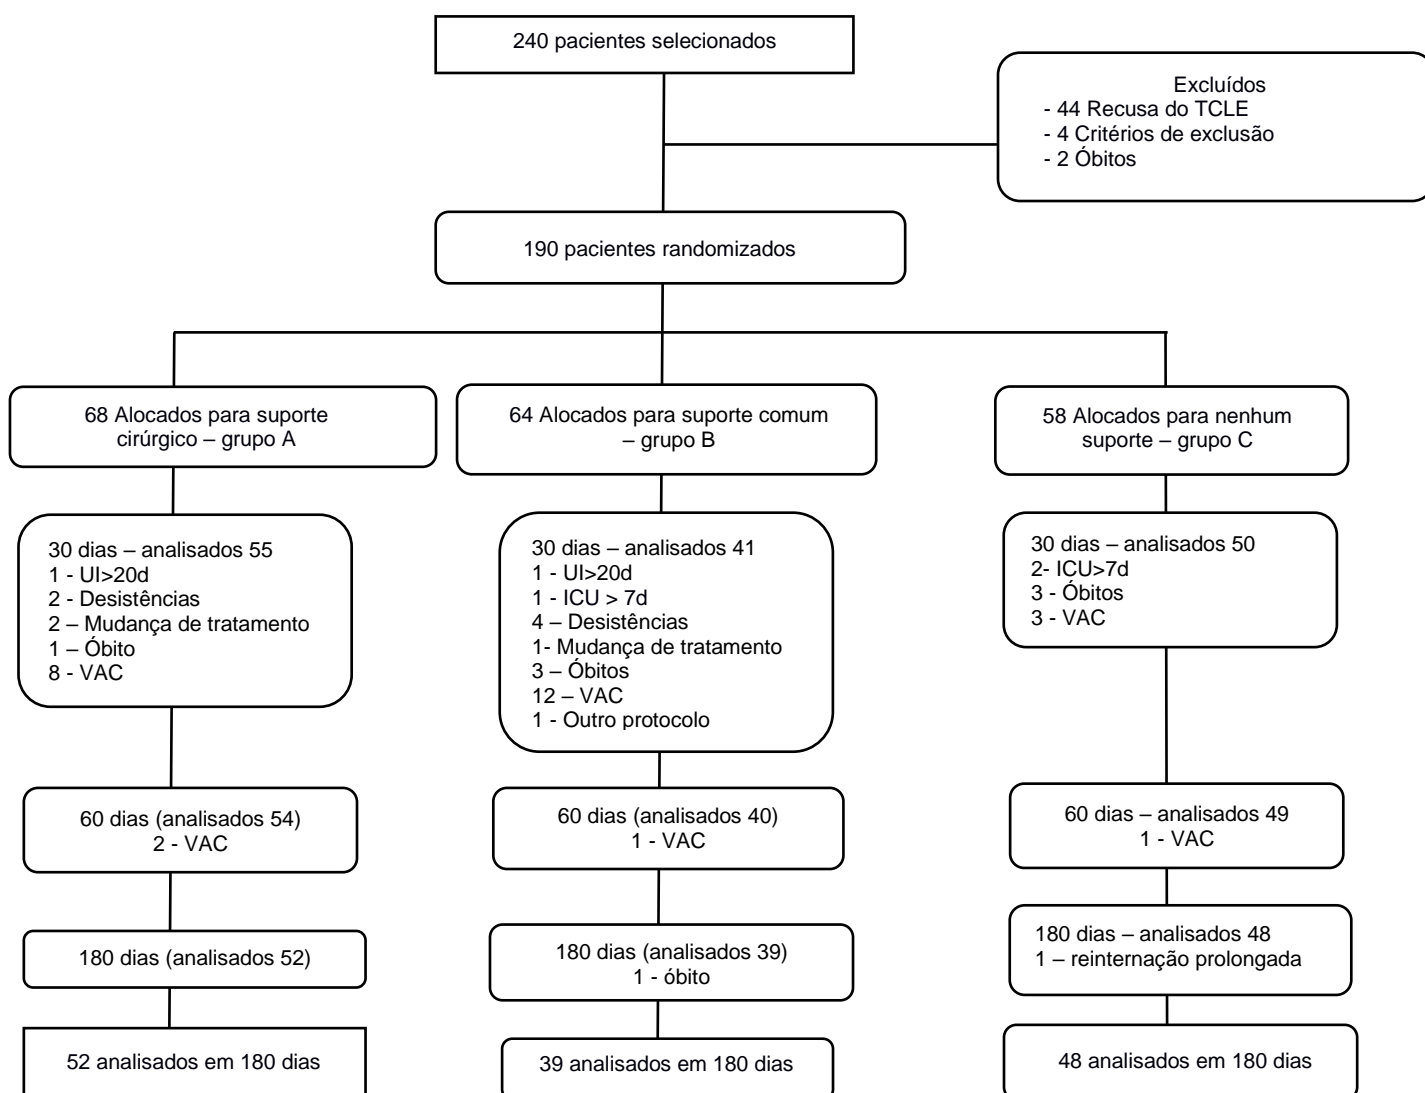 240 pacientes selecionados
Excluídos
- 44 Recusa do TCLE
- 4 Critérios de exclusão
- 2 Óbitos
190 pacientes randomizados
68 Alocados para suporte
cirúrgico – grupo A
64 Alocados para suporte comum
– grupo B
58 Alocados para nenhum
suporte – grupo C
30 dias – analisados 55
1 - UI>20d
2 - Desistências
2 – Mudança de tratamento
1 – Óbito
8 - VAC
30 dias – analisados 41
1 - UI>20d
1 - ICU > 7d
4 – Desistências
1- Mudança de tratamento
3 – Óbitos
12 – VAC
1 - Outro protocolo
30 dias – analisados 50
2- ICU>7d
3 - Óbitos
3 - VAC
60 dias (analisados 54)
2 - VAC
60 dias (analisados 40)
1 - VAC
60 dias – analisados 49
1 - VAC
180 dias (analisados 52)
180 dias (analisados 39)
1 - óbito
180 dias – analisados 48
1 – reinternação prolongada
52 analisados em 180 dias
39 analisados em 180 dias
48 analisados em 180 dias